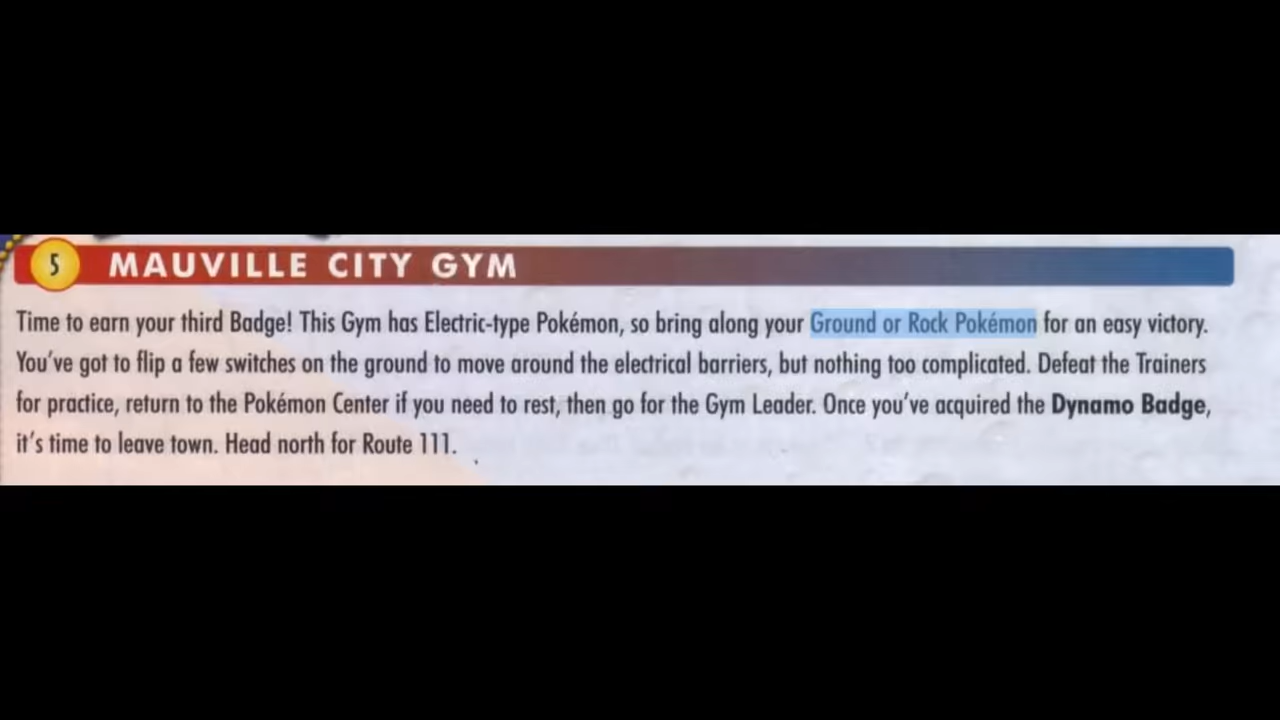 5 MAUVILLE CITY GYM
Time to earn your third Badge! This Gym has Electric-type Pokémon, so bring along your Ground or Rock Pokémon for an easy victory.
You've got to flip a few switches on the ground to move around the electrical barriers, but nothing too complicated. Defeat the Trainers
for practice, return to the Pokémon Center if you need to rest, then go for the Gym Leader. Once you've acquired the Dynamo Badge,
it's time to leave town. Head north for Route 111.